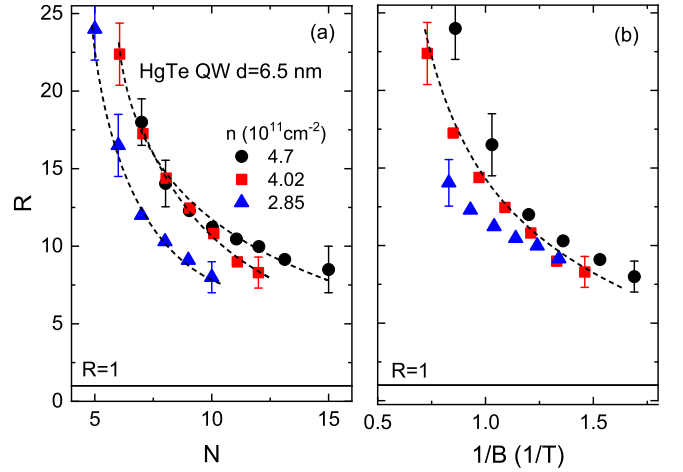 (a)
(b)
HgTe QW d=6.5 nm
n (10¹¹cm⁻²)
4.7
4.02
2.85
R
25
20
15
10
5
0
R=1
R=1
5
10
15
0.5
1.0
1.5
N
1/B (1/T)